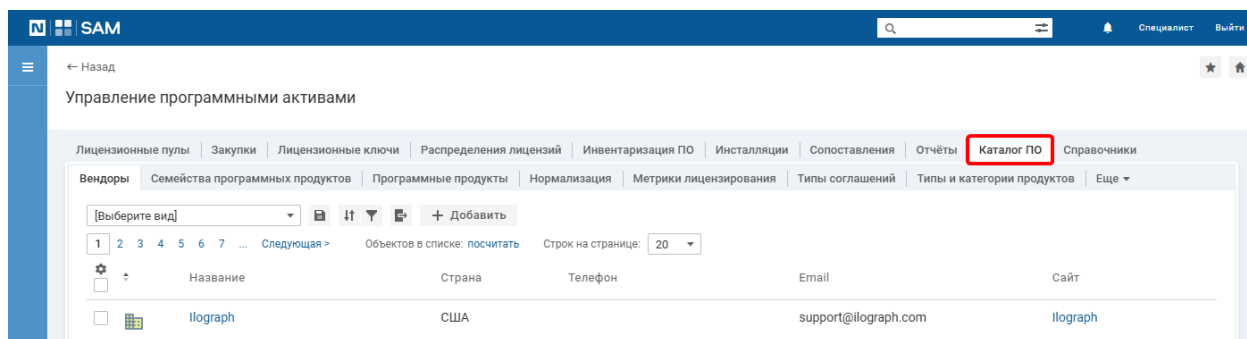 N SAM Специалист Выйти
← Назад
Управление программными активами
Лицензионные пулы Закупки Лицензионные ключи Распределения лицензий Инвентаризация ПО Инсталляции Сопоставления Отчёты Каталог ПО Справочники
Вендоры Семейства программных продуктов Программные продукты Нормализация Метрики лицензирования Типы соглашений Типы и категории продуктов Еще
[Выберите вид] + Добавить
1 2 3 4 5 6 7 ... Следующая > Объектов в списке: посчитать Строк на странице: 20
Название Страна Телефон Email Сайт
Ilograph США support@ilograph.com Ilograph